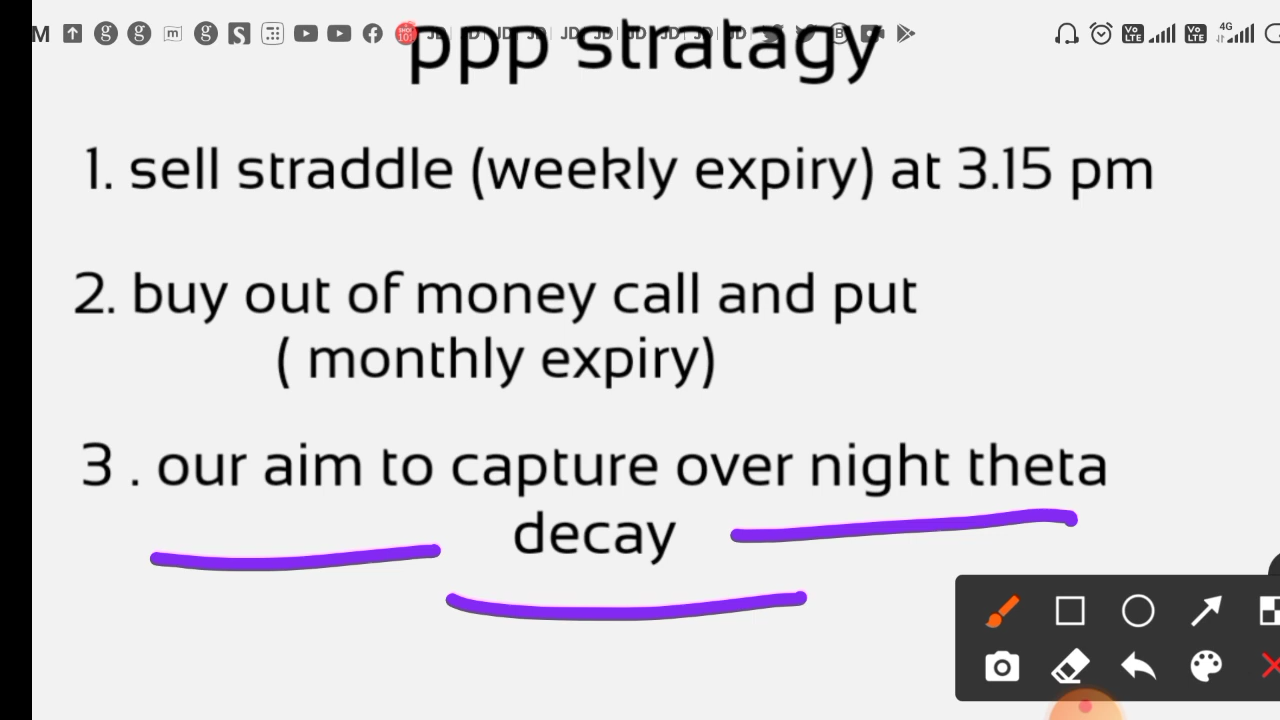 ppp stratagy
1. sell straddle (weekly expiry) at 3.15 pm
2. buy out of money call and put
( monthly expiry)
3 . our aim to capture over night theta
decay